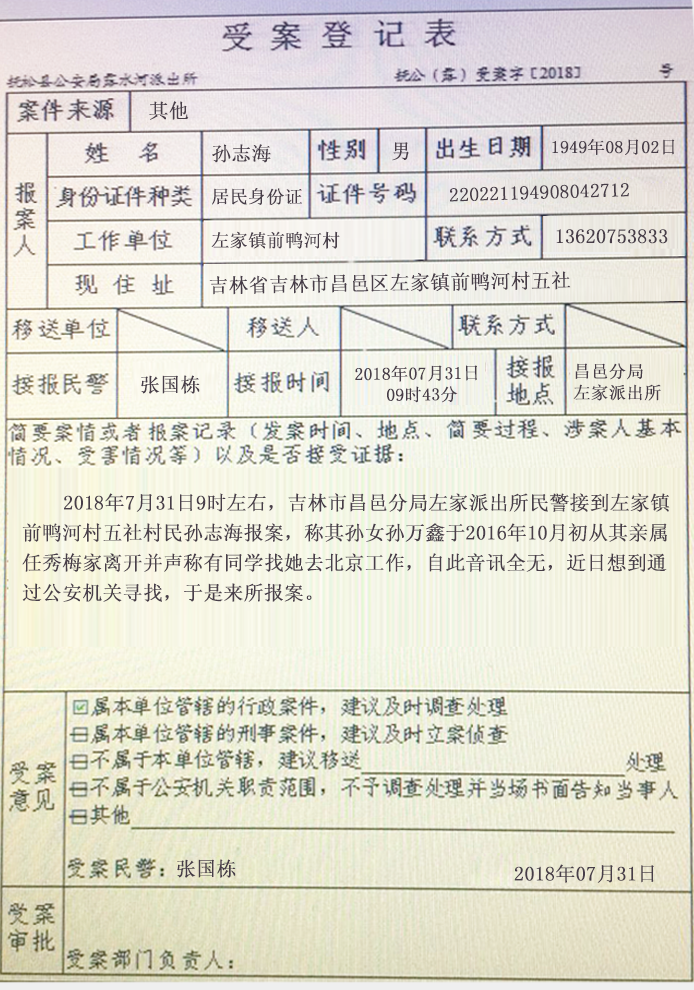 受案登记表
抚松县公安局露水河派出所 抚公（露）受案字［2018］ 号
案件来源 其他
报案人
姓 名 孙志海 性别 男 出生日期 1949年08月02日
身份证件种类 居民身份证 证件号码 220221194908042712
工作单位 左家镇前鸭河村 联系方式 13620753833
现 住 址 吉林省吉林市昌邑区左家镇前鸭河村五社
移送单位 移送人 联系方式
接报民警 张国栋 接报时间 2018年07月31日 09时43分 接报地点 昌邑分局 左家派出所
简要案情或者报案记录（发案时间、地点、简要过程、涉案人基本
情况、受害情况等）以及是否接受证据：
2018年7月31日9时左右，吉林市昌邑分局左家派出所民警接到左家镇
前鸭河村五社村民孙志海报案，称其孙女孙万鑫于2016年10月初从其亲属
任秀梅家离开并声称有同学找她去北京工作，自此音讯全无，近日想到通
过公安机关寻找，于是来所报案。
受案意见
☑属本单位管辖的行政案件，建议及时调查处理
□属本单位管辖的刑事案件，建议及时立案侦查
□不属于本单位管辖，建议移送 处理
□不属于公安机关职责范围，不予调查处理并当场书面告知当事人
□其他
受案民警：张国栋 2018年07月31日
受案审批
受案部门负责人：